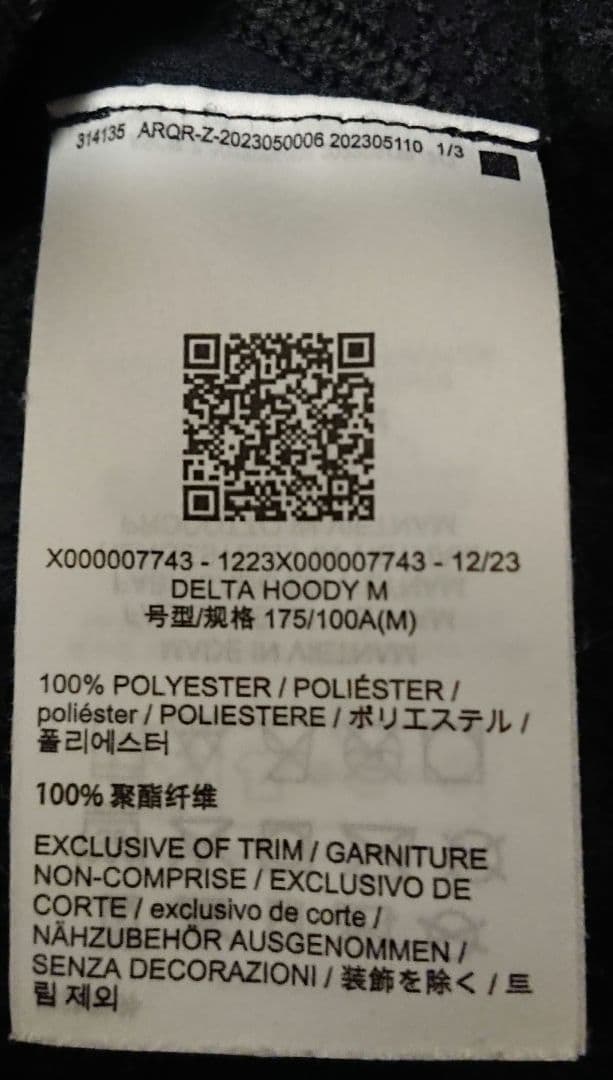 314135 ARQR-Z-2023050006 202305110 1/3
X000007743 - 1223X000007743 - 12/23
DELTA HOODY M
号型/规格 175/100A(M)
100% POLYESTER / POLIÉSTER /
poliéster / POLIESTERE / ポリエステル /
폴리에스터
100% 聚酯纤维
EXCLUSIVE OF TRIM / GARNITURE
NON-COMPRISE / EXCLUSIVO DE
CORTE / exclusivo de corte /
NÄHZUBEHÖR AUSGENOMMEN /
SENZA DECORAZIONI / 装飾を除く / 트
림 제외